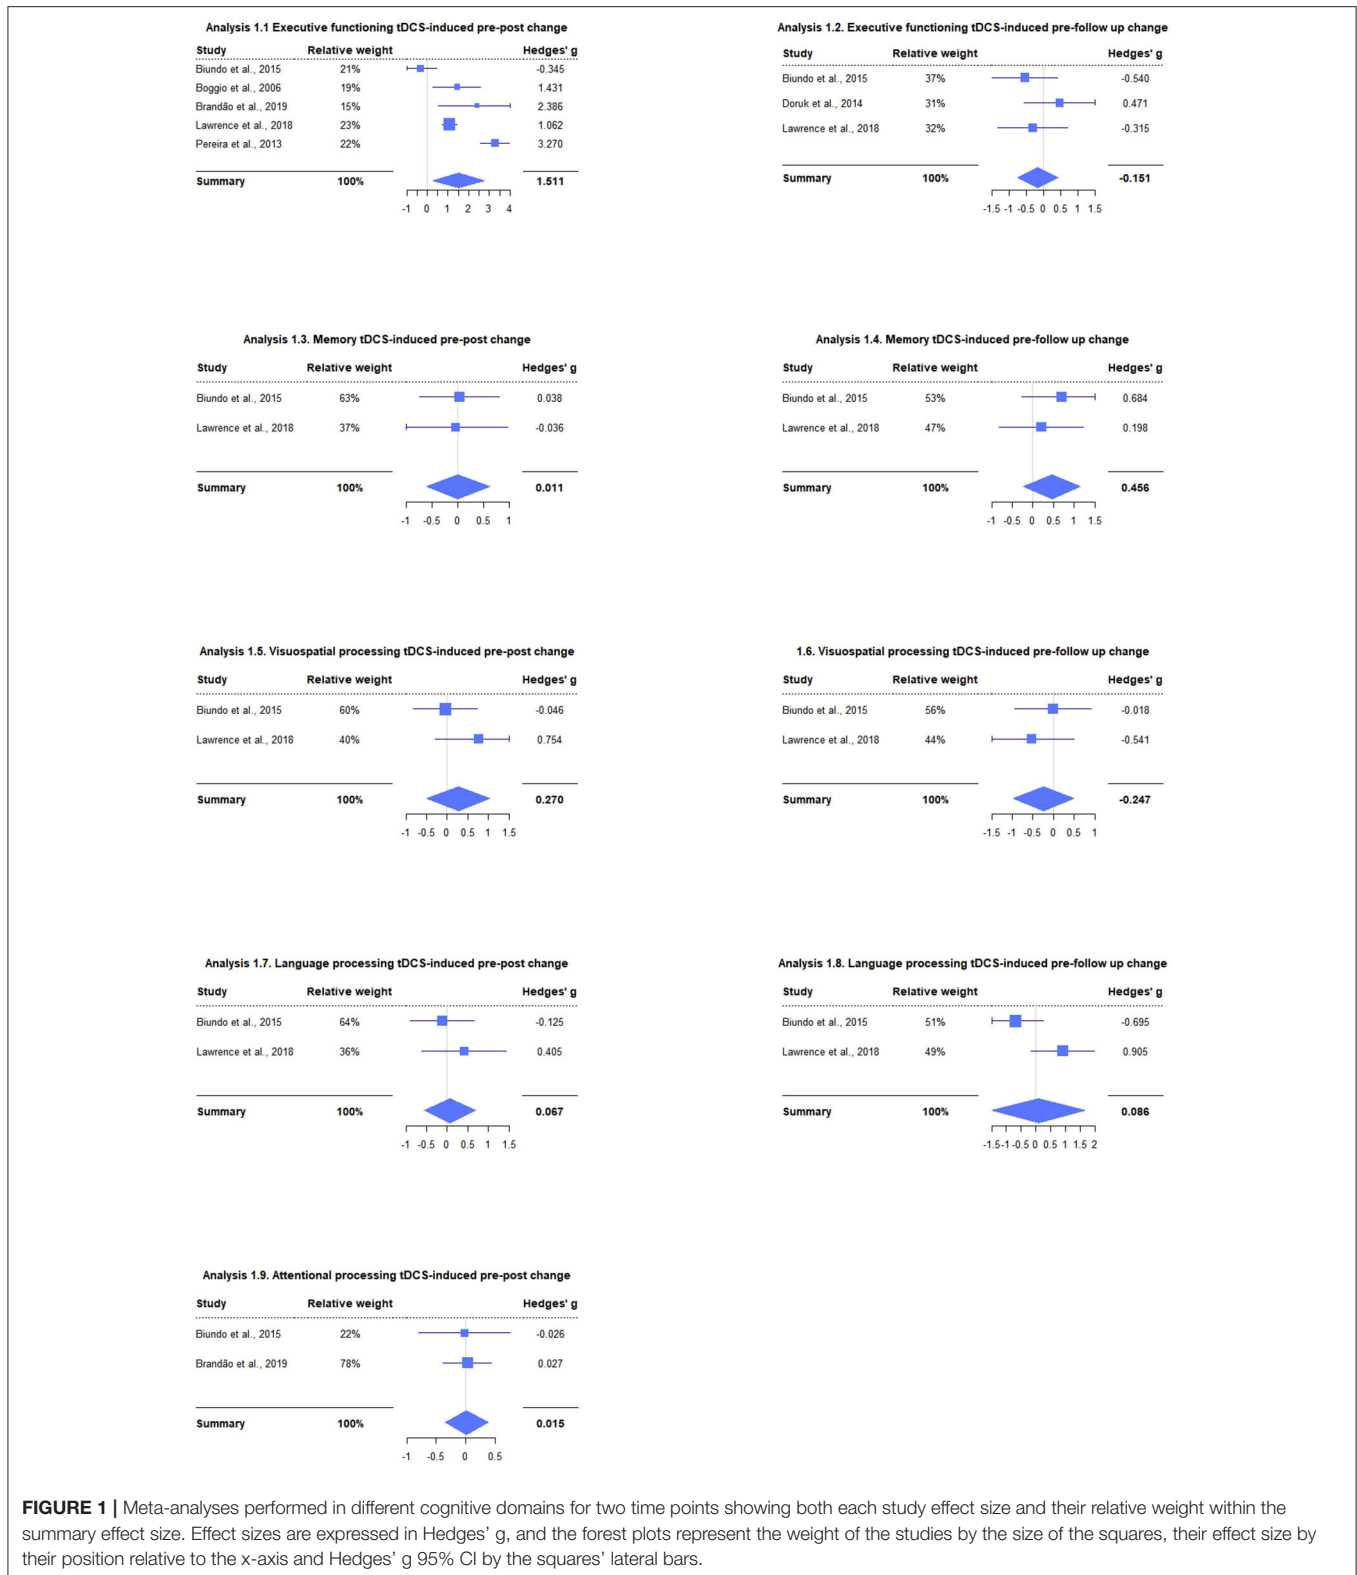 Analysis 1.1 Executive functioning tDCS-induced pre-post change
Study Relative weight Hedges' g
Biundo et al., 2015 21% -0.345
Boggio et al., 2006 19% 1.431
Brandão et al., 2019 15% 2.386
Lawrence et al., 2018 23% 1.062
Pereira et al., 2013 22% 3.270
Summary 100% 1.511
-1 0 1 2 3 4
Analysis 1.2. Executive functioning tDCS-induced pre-follow up change
Study Relative weight Hedges' g
Biundo et al., 2015 37% -0.540
Doruk et al., 2014 31% 0.471
Lawrence et al., 2018 32% -0.315
Summary 100% -0.151
-1.5 -1 -0.5 0 0.5 1 1.5
Analysis 1.3. Memory tDCS-induced pre-post change
Study Relative weight Hedges' g
Biundo et al., 2015 63% 0.038
Lawrence et al., 2018 37% -0.036
Summary 100% 0.011
-1 -0.5 0 0.5 1
Analysis 1.4. Memory tDCS-induced pre-follow up change
Study Relative weight Hedges' g
Biundo et al., 2015 53% 0.684
Lawrence et al., 2018 47% 0.198
Summary 100% 0.456
-1 -0.5 0 0.5 1 1.5
Analysis 1.5. Visuospatial processing tDCS-induced pre-post change
Study Relative weight Hedges' g
Biundo et al., 2015 60% -0.046
Lawrence et al., 2018 40% 0.754
Summary 100% 0.270
-1 -0.5 0 0.5 1 1.5
1.6. Visuospatial processing tDCS-induced pre-follow up change
Study Relative weight Hedges' g
Biundo et al., 2015 56% -0.018
Lawrence et al., 2018 44% -0.541
Summary 100% -0.247
-1.5 -1 -0.5 0 0.5 1
Analysis 1.7. Language processing tDCS-induced pre-post change
Study Relative weight Hedges' g
Biundo et al., 2015 64% -0.125
Lawrence et al., 2018 36% 0.405
Summary 100% 0.067
-1 -0.5 0 0.5 1 1.5
Analysis 1.8. Language processing tDCS-induced pre-follow up change
Study Relative weight Hedges' g
Biundo et al., 2015 51% -0.695
Lawrence et al., 2018 49% 0.905
Summary 100% 0.086
-1.5 -1 -0.5 0 0.5 1 1.5 2
Analysis 1.9. Attentional processing tDCS-induced pre-post change
Study Relative weight Hedges' g
Biundo et al., 2015 22% -0.026
Brandão et al., 2019 78% 0.027
Summary 100% 0.015
-1 -0.5 0 0.5
FIGURE 1 | Meta-analyses performed in different cognitive domains for two time points showing both each study effect size and their relative weight within the
summary effect size. Effect sizes are expressed in Hedges' g, and the forest plots represent the weight of the studies by the size of the squares, their effect size by
their position relative to the x-axis and Hedges' g 95% CI by the squares' lateral bars.